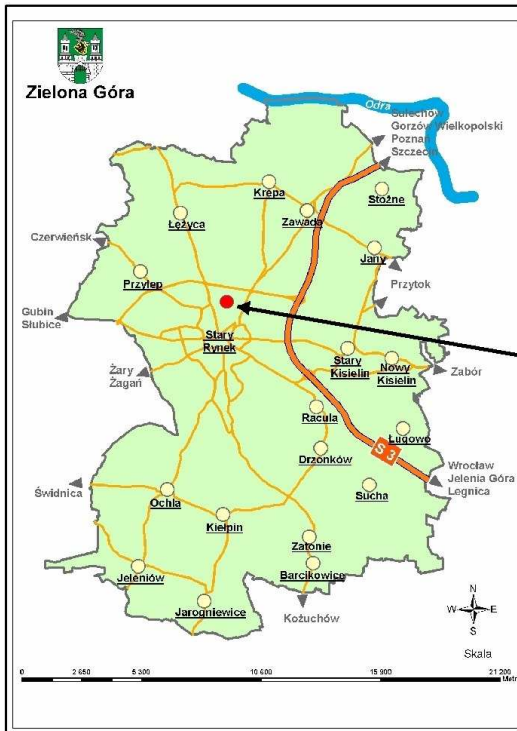 Zielona Góra
Odra
Sulechów
Gorzów Wielkopolski
Poznań
Szczecin
Krępa
Stożne
Zawada
Łężyca
Czerwieńsk
Jany
Przylep
Przytok
Gubin
Słubice
Stary
Rynek
Stary
Kisielin
Nowy
Kisielin
Zabór
Żary
Żagań
Racula
Ługowo
Drzonków
S 3
Wrocław
Jelenia Góra
Legnica
Świdnica
Ochla
Sucha
Kiełpin
Zatonie
Jeleniów
Barcikowice
Jarogniewice
Kożuchów
N
W E
S
Skala
0 2 650 5 300 10 600 15 900 21 200
Metr